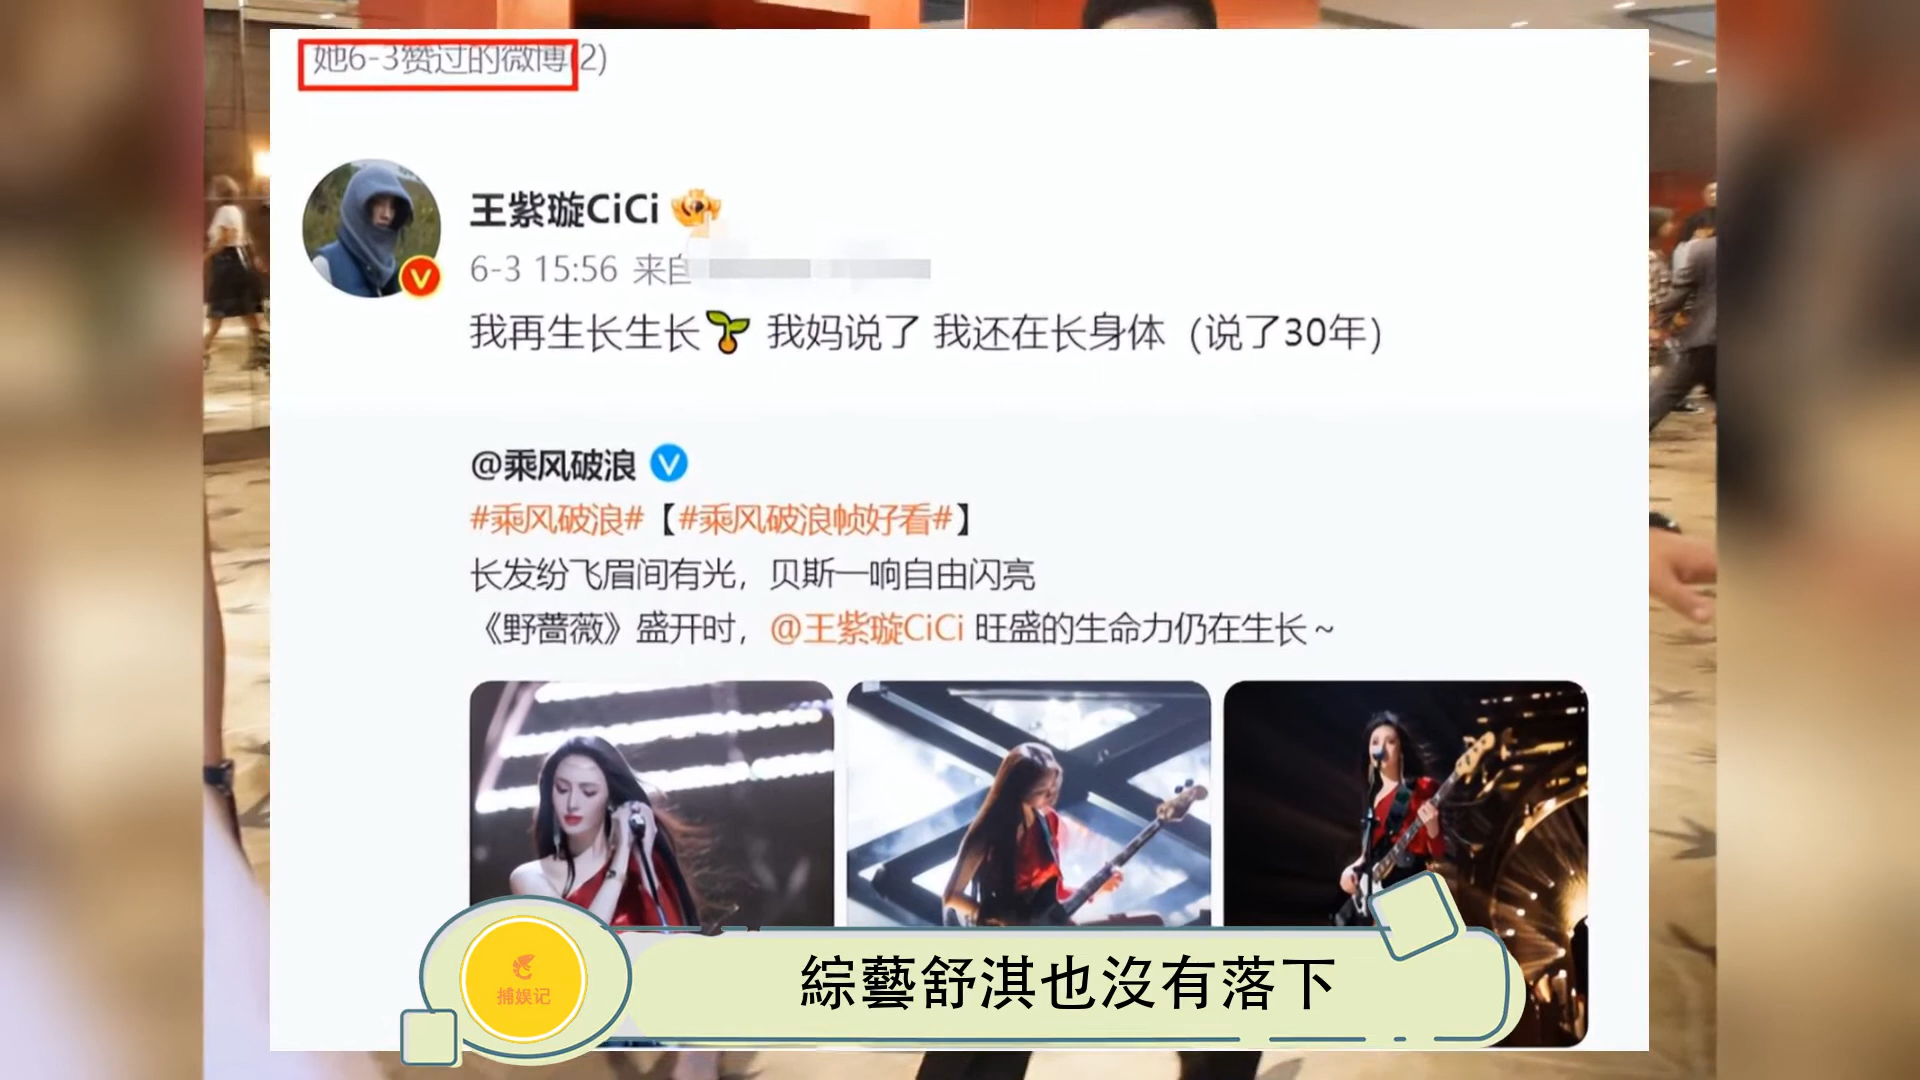 她6-3赞过的微博(2)
王紫璇CiCi
6-3 15:56 来自
我再生长生长 我妈说了 我还在长身体（说了30年）
@乘风破浪
#乘风破浪#【#乘风破浪帧好看#】
长发纷飞眉间有光，贝斯一响自由闪亮
《野蔷薇》盛开时，@王紫璇CiCi 旺盛的生命力仍在生长～
捕娱记
綜藝舒淇也沒有落下